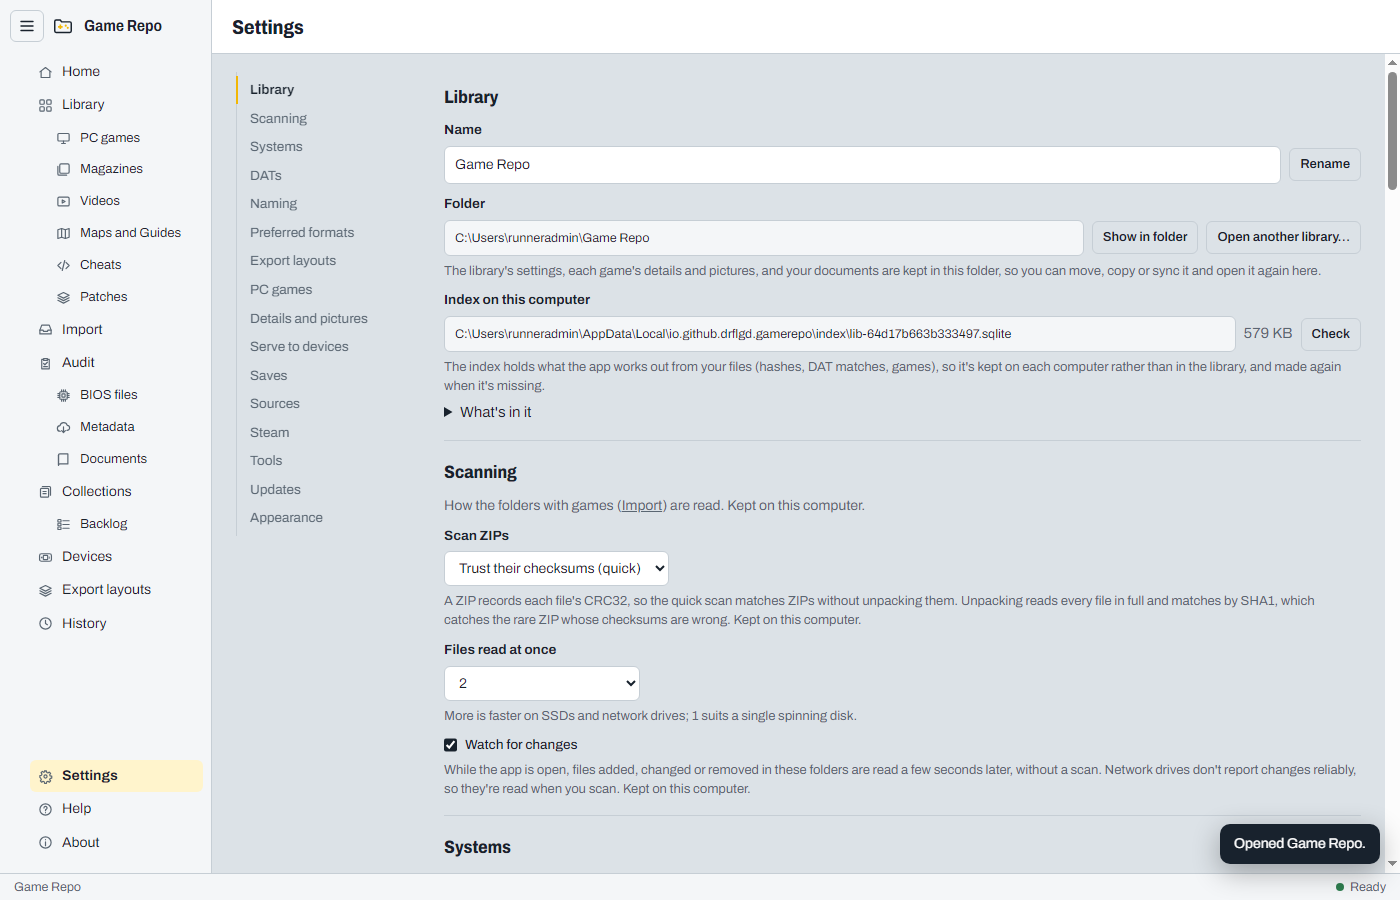 Game Repo
Home
Library
PC games
Magazines
Videos
Maps and Guides
Cheats
Patches
Import
Audit
BIOS files
Metadata
Documents
Collections
Backlog
Devices
Export layouts
History
Settings
Help
About
Settings
Library
Scanning
Systems
DATs
Naming
Preferred formats
Export layouts
PC games
Details and pictures
Serve to devices
Saves
Sources
Steam
Tools
Updates
Appearance
Library
Name
Game Repo
Rename
Folder
C:\Users\runneradmin\Game Repo
Show in folder
Open another library...
The library's settings, each game's details and pictures, and your documents are kept in this folder, so you can move, copy or sync it and open it again here.
Index on this computer
C:\Users\runneradmin\AppData\Local\io.github.drflgd.gamerepo\index\lib-64d17b663b333497.sqlite
579 KB
Check
The index holds what the app works out from your files (hashes, DAT matches, games), so it's kept on each computer rather than in the library, and made again
when it's missing.
What's in it
Scanning
How the folders with games (Import) are read. Kept on this computer.
Scan ZIPs
Trust their checksums (quick)
A ZIP records each file's CRC32, so the quick scan matches ZIPs without unpacking them. Unpacking reads every file in full and matches by SHA1, which
catches the rare ZIP whose checksums are wrong. Kept on this computer.
Files read at once
2
More is faster on SSDs and network drives; 1 suits a single spinning disk.
Watch for changes
While the app is open, files added, changed or removed in these folders are read a few seconds later, without a scan. Network drives don't report changes reliably,
so they're read when you scan. Kept on this computer.
Systems
Opened Game Repo.
Game Repo
Ready